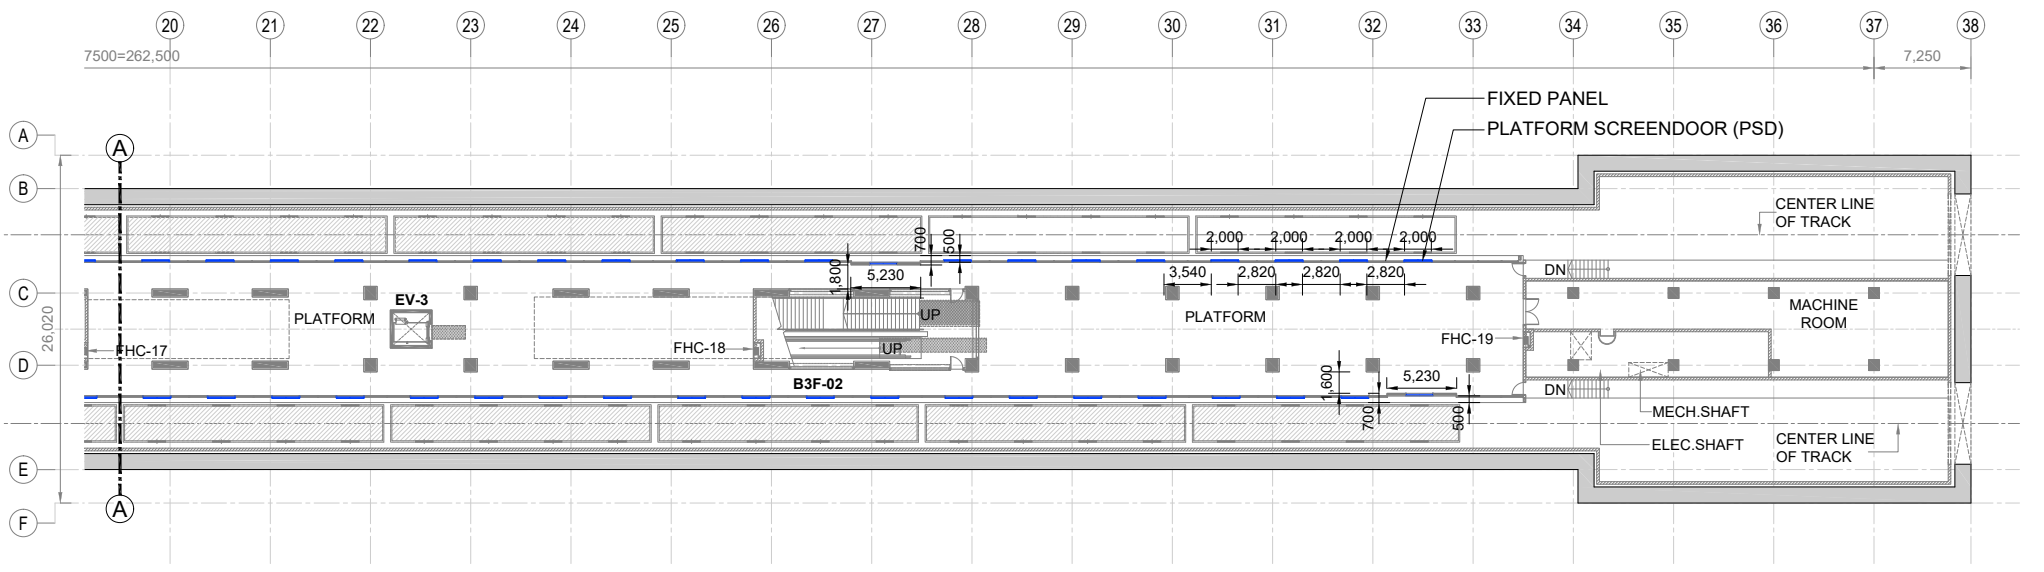 20 21 22 23 24 25 26 27 28 29 30 31 32 33 34 35 36 37 38
7500=262,500
7,250
FIXED PANEL
PLATFORM SCREENDOOR (PSD)
A
A
B
CENTER LINE
OF TRACK
700
500
2,000 2,000 2,000 2,000
1,800
5,230
3,540 2,820 2,820 2,820
DN
C
EV-3
PLATFORM
UP
PLATFORM
MACHINE
ROOM
26,020
FHC-17
FHC-18
UP
FHC-19
D
B3F-02
1,600
5,230
DN
700
500
MECH.SHAFT
ELEC.SHAFT
CENTER LINE
OF TRACK
E
A
F